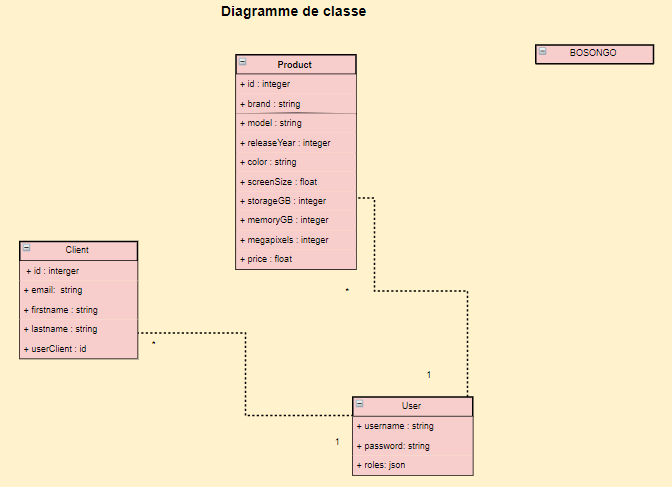 Diagramme de classe
BOSONGO
Product
+ id : integer
+ brand : string
+ model : string
+ releaseYear : integer
+ color : string
+ screenSize : float
+ storageGB : integer
+ memoryGB : integer
+ megapixels : integer
+ price : float
*
Client
+ id : interger
+ email:  string
+ firstname : string
+ lastname : string
+ userClient : id
*
1
User
+ username : string
+ password: string
+ roles: json
1